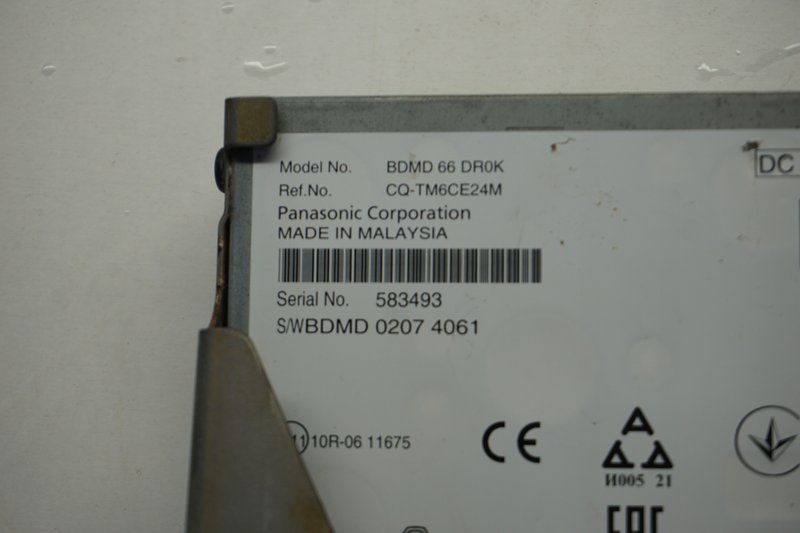 Model No. BDMD 66 DR0K
DC
Ref.No. CQ-TM6CE24M
Panasonic Corporation
MADE IN MALAYSIA
Serial No. 583493
S/WBDMD 0207 4061
10R-06 11675
CE
И005 21
EAC